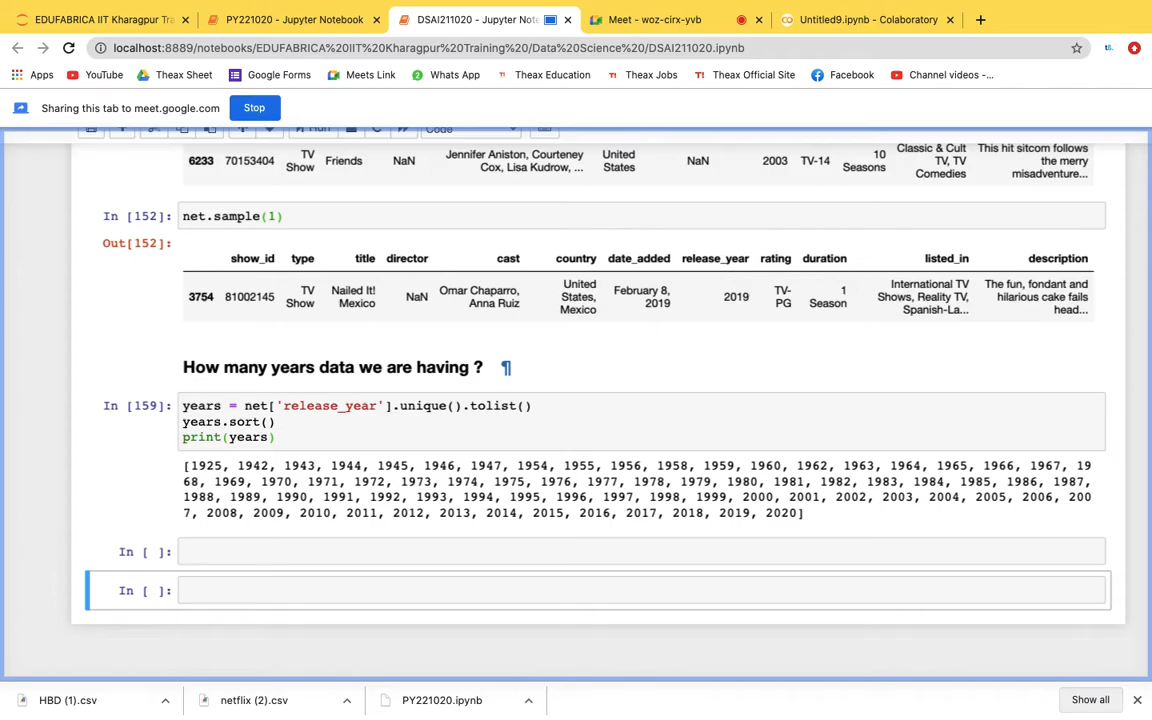 EDUFABRICA IIT Kharagpur Tra
PY221020 - Jupyter Notebook
DSAI211020 - Jupyter Note
Meet - woz-cirx-yvb
Untitled9.ipynb - Colaboratory
localhost:8889/notebooks/EDUFABRICA%20IIT%20Kharagpur%20Training%20/Data%20Science%20/DSAI211020.ipynb
Apps
YouTube
Theax Sheet
Google Forms
Meets Link
Whats App
Theax Education
Theax Jobs
Theax Official Site
Facebook
Channel videos -...
Sharing this tab to meet.google.com
Stop
Run
Code
6233 70153404 TV Show Friends NaN Jennifer Aniston, Courteney Cox, Lisa Kudrow, ... United States NaN 2003 TV-14 10 Seasons Classic & Cult TV, TV Comedies This hit sitcom follows the merry misadventure...
In [152]: net.sample(1)
Out[152]:
show_id type title director cast country date_added release_year rating duration listed_in description
3754 81002145 TV Show Nailed It! Mexico NaN Omar Chaparro, Anna Ruiz United States, Mexico February 8, 2019 2019 TV-PG 1 Season International TV Shows, Reality TV, Spanish-La... The fun, fondant and hilarious cake fails head...
How many years data we are having ? ¶
In [159]: years = net['release_year'].unique().tolist()
years.sort()
print(years)
[1925, 1942, 1943, 1944, 1945, 1946, 1947, 1954, 1955, 1956, 1958, 1959, 1960, 1962, 1963, 1964, 1965, 1966, 1967, 19
68, 1969, 1970, 1971, 1972, 1973, 1974, 1975, 1976, 1977, 1978, 1979, 1980, 1981, 1982, 1983, 1984, 1985, 1986, 1987,
1988, 1989, 1990, 1991, 1992, 1993, 1994, 1995, 1996, 1997, 1998, 1999, 2000, 2001, 2002, 2003, 2004, 2005, 2006, 200
7, 2008, 2009, 2010, 2011, 2012, 2013, 2014, 2015, 2016, 2017, 2018, 2019, 2020]
In [ ]:
In [ ]:
HBD (1).csv
netflix (2).csv
PY221020.ipynb
Show all